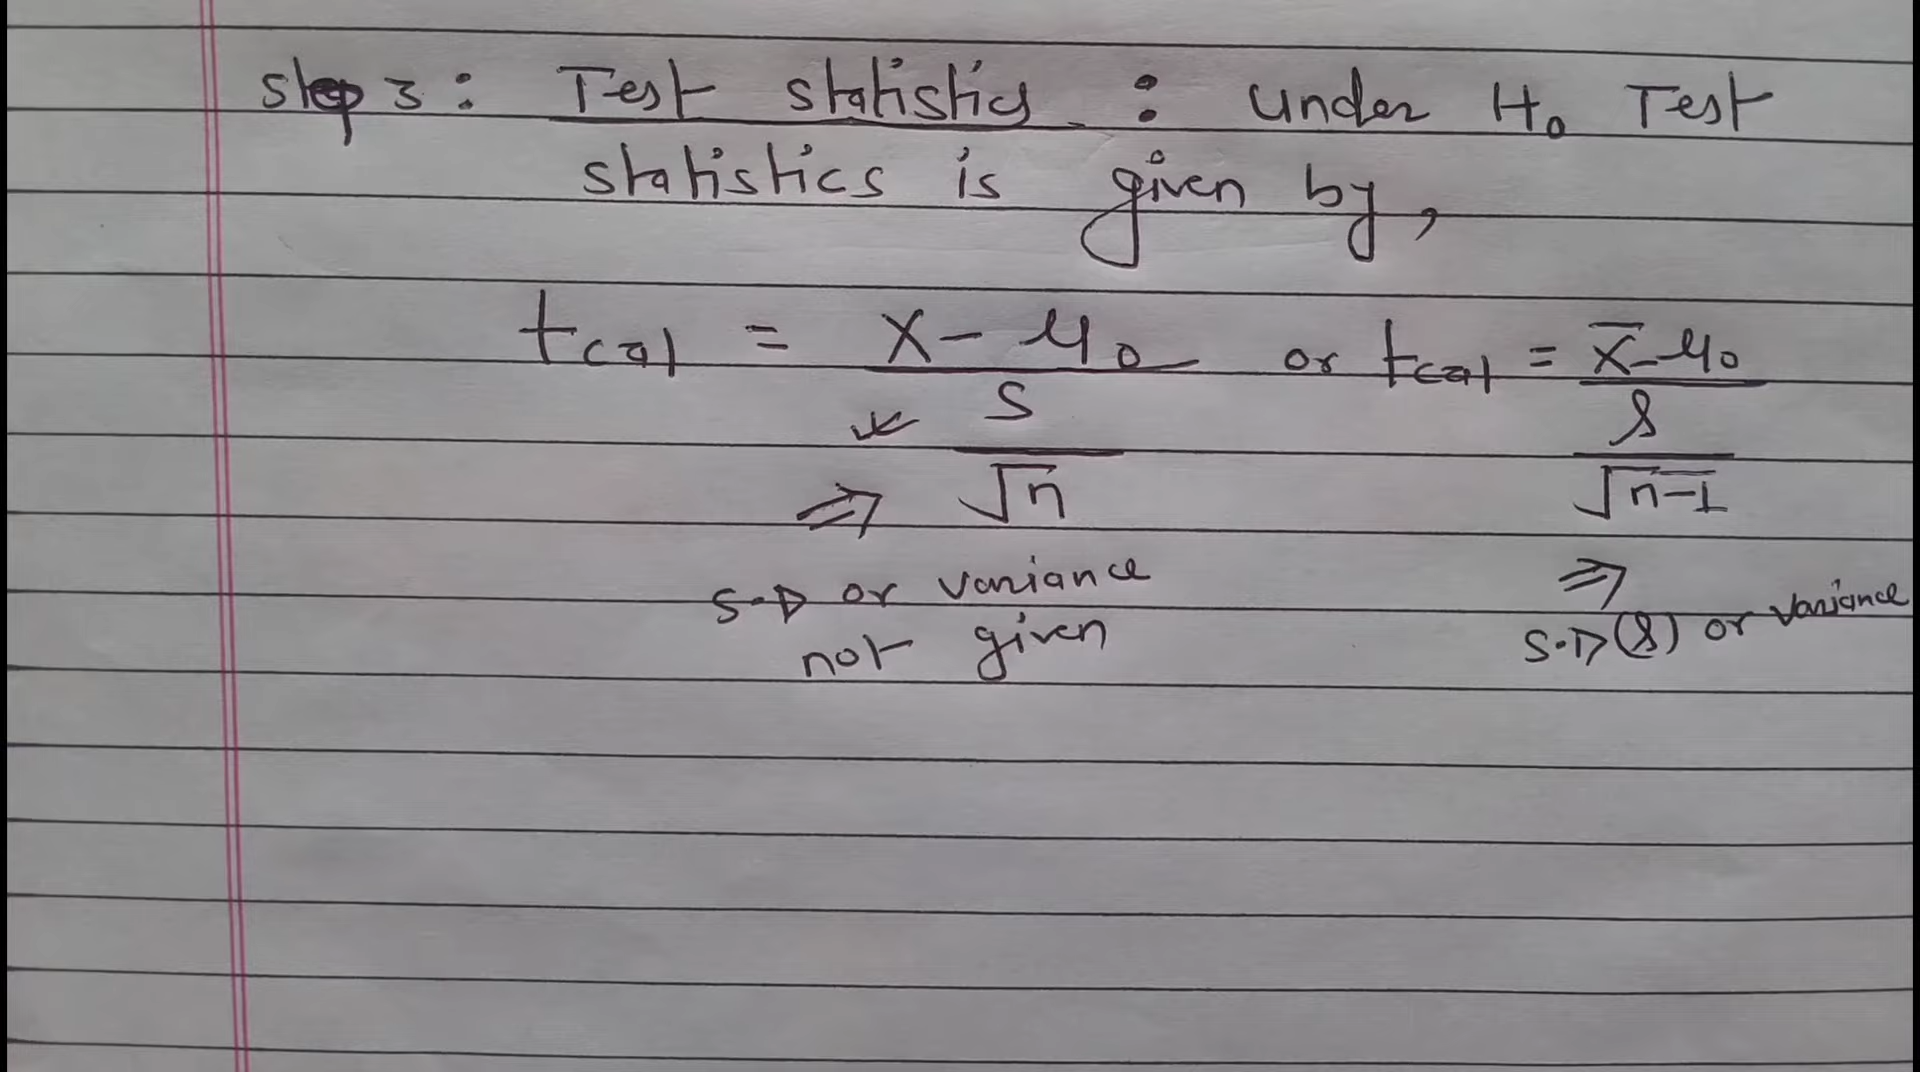 Step 3: Test statistics : Under H₀ Test
statistics is given by,
tcal = X - μ₀ / S / √n or tcal = x̄ - μ₀ / s / √n-1
⇒ ⇒
S.D or variance not given
S.D (s) or variance